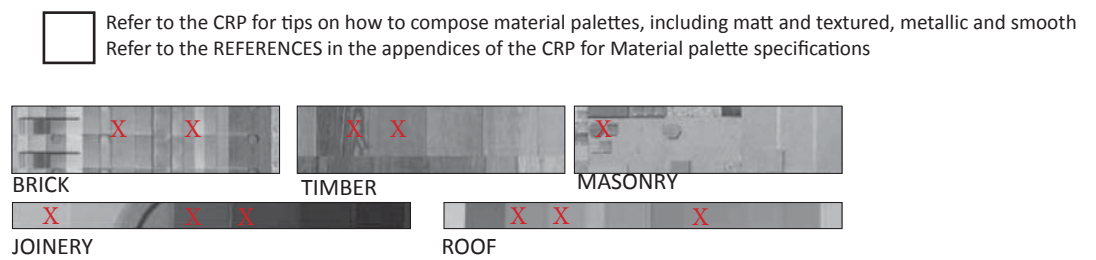 Refer to the CRP for tips on how to compose material palettes, including matt and textured, metallic and smooth
Refer to the REFERENCES in the appendices of the CRP for Material palette specifications
X X X X X
BRICK TIMBER MASONRY
X X X X X X
JOINERY ROOF